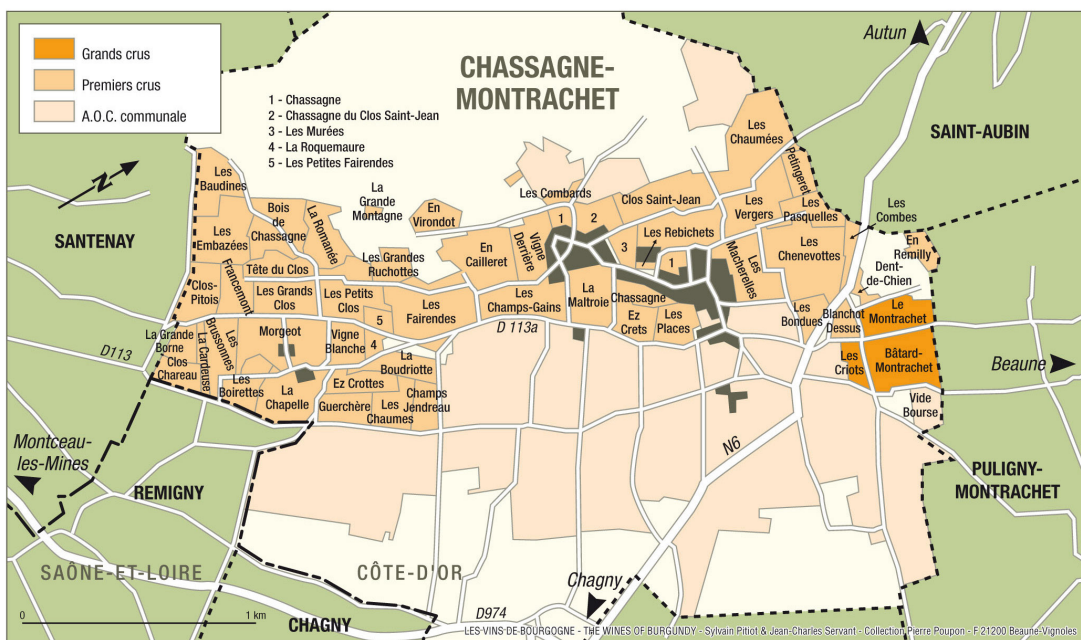 Grands crus
Premiers crus
A.O.C. communale
CHASSAGNE-
MONTRACHET
1 - Chassagne
2 - Chassagne du Clos Saint-Jean
3 - Les Murées
4 - La Roquemaure
5 - Les Petites Fairendes
Autun
SAINT-AUBIN
N
SANTENAY
Les
Baudines
Les
Embazées
Bois
de
Chassagne
La Romanée
La
Grande
Montagne
En
Virondot
Les Grandes
Ruchottes
Les Combards
1
2
Clos Saint-Jean
Les
Chaumées
Petingeret
Les
Vergers
Les
Pasquelles
Les
Combes
Les
Chenevottes
En
Remilly
Dent-
de-Chien
Les Rebichets
3
1
Les
Macherelles
En
Cailleret
Vigne
Derrière
Clos-
Pitois
Francemont
Tête du Clos
Les Grands
Clos
Les Petits
Clos
5
Les
Fairendes
Les
Champs-Gains
La
Maltroie
Chassagne
Ez
Crets
Les
Places
Les
Bondues
Blanchot
Dessus
Le
Montrachet
Les
Criots
Bâtard-
Montrachet
Vide
Bourse
D 113a
D113
La Grande
Borne
Clos
Chareau
La Cardeuse
Les
Brussonnes
Morgeot
Vigne
Blanche
4
La
Boudriotte
Les
Boirettes
La
Chapelle
Ez Crottes
Guerchère
Les
Chaumes
Champs
Jendreau
Beaune
N6
PULIGNY-
MONTRACHET
Montceau-
les-Mines
REMIGNY
SAÔNE-ET-LOIRE
CÔTE-D'OR
Chagny
CHAGNY
D974
0
1 km
LES VINS DE BOURGOGNE - THE WINES OF BURGUNDY - Sylvain Pitiot & Jean-Charles Servant - Collection Pierre Poupon - F 21200 Beaune-Vignoles